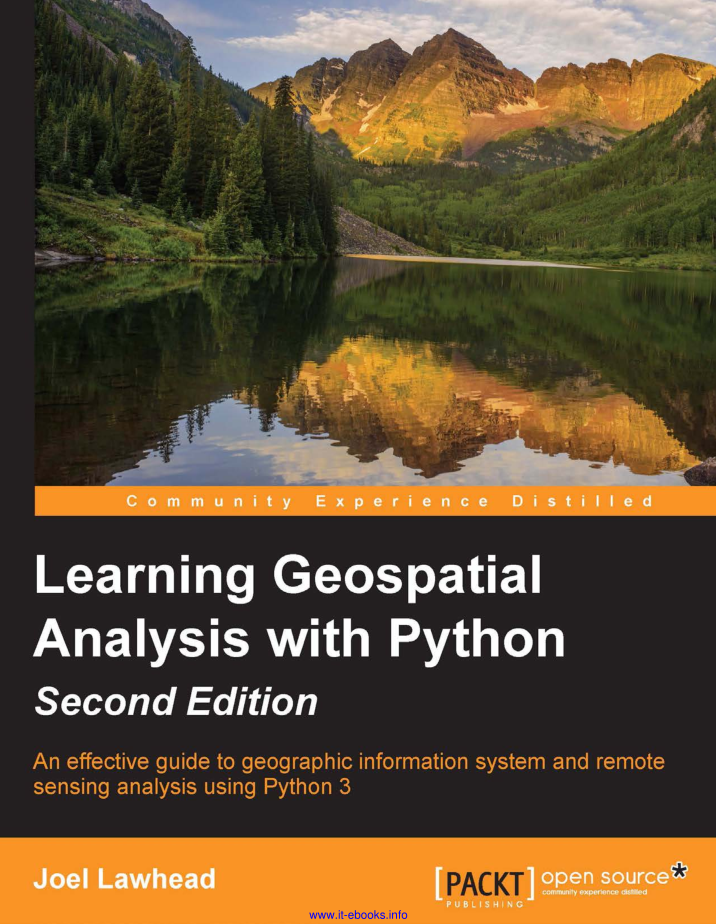 Community Experience Distilled
Learning Geospatial
Analysis with Python
Second Edition
An effective guide to geographic information system and remote
sensing analysis using Python 3
Joel Lawhead
[PACKT] open source*
PUBLISHING
community experience distilled
www.it-ebooks.info